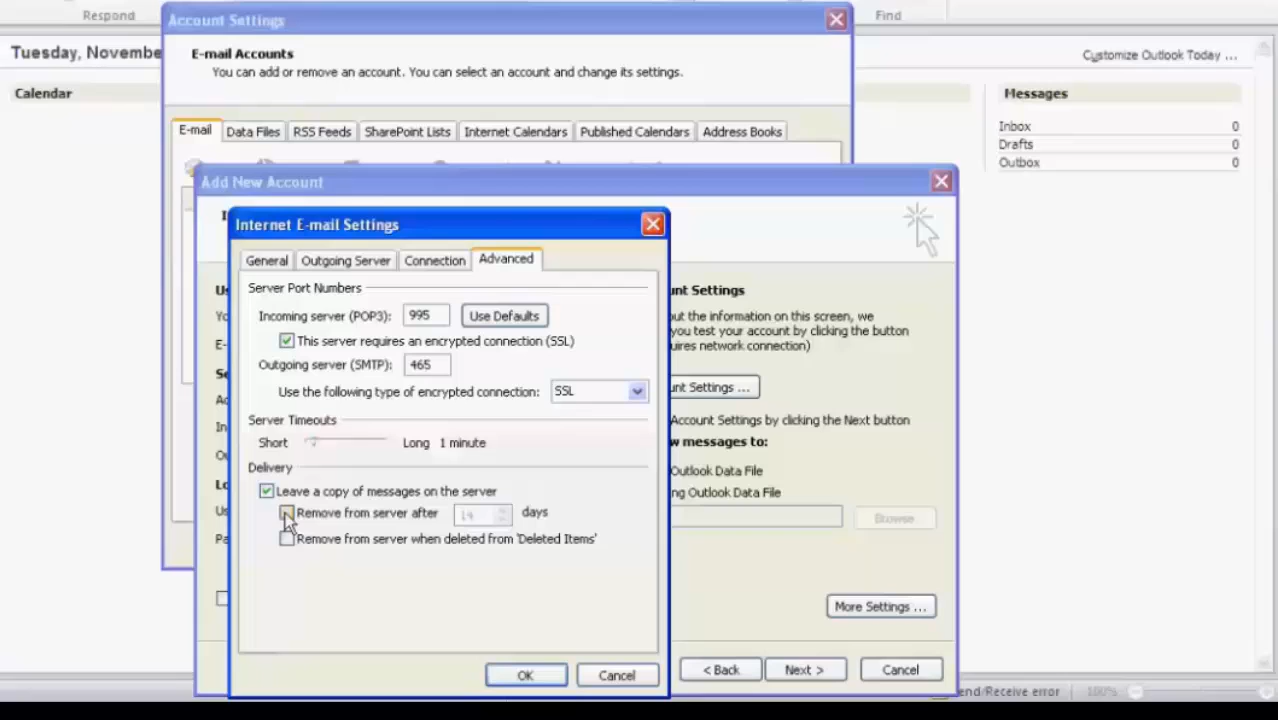 Respond
Find
Account Settings
Tuesday, Novembe
E-mail Accounts
You can add or remove an account. You can select an account and change its settings.
Customize Outlook Today ...
Calendar
Messages
Inbox 0
Drafts 0
Outbox 0
E-mail Data Files RSS Feeds SharePoint Lists Internet Calendars Published Calendars Address Books
Add New Account
Internet E-mail Settings
General Outgoing Server Connection Advanced
Server Port Numbers
Incoming server (POP3): 995 Use Defaults
This server requires an encrypted connection (SSL)
Outgoing server (SMTP): 465
Use the following type of encrypted connection: SSL
Server Timeouts
Short Long 1 minute
Delivery
Leave a copy of messages on the server
Remove from server after 14 days
Remove from server when deleted from 'Deleted Items'
OK Cancel
unt Settings
out the information on this screen, we
you test your account by clicking the button
ires network connection)
unt Settings ...
Account Settings by clicking the Next button
w messages to:
Outlook Data File
ng Outlook Data File
Browse
More Settings ...
< Back Next > Cancel
end/Receive error 100%